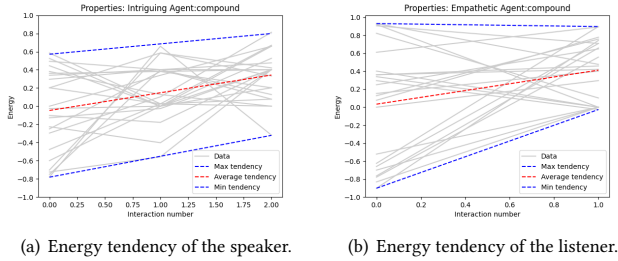 Properties: Intriguing Agent:compound
1.0
0.8
0.6
0.4
0.2
0.0
−0.2
−0.4
−0.6
−0.8
−1.0
Energy
0.00 0.25 0.50 0.75 1.00 1.25 1.50 1.75 2.00
Interaction number
Data
Max tendency
Average tendency
Min tendency
(a) Energy tendency of the speaker.
Properties: Empathetic Agent:compound
1.0
0.8
0.6
0.4
0.2
0.0
−0.2
−0.4
−0.6
−0.8
−1.0
Energy
0.0 0.2 0.4 0.6 0.8 1.0
Interaction number
Data
Max tendency
Average tendency
Min tendency
(b) Energy tendency of the listener.